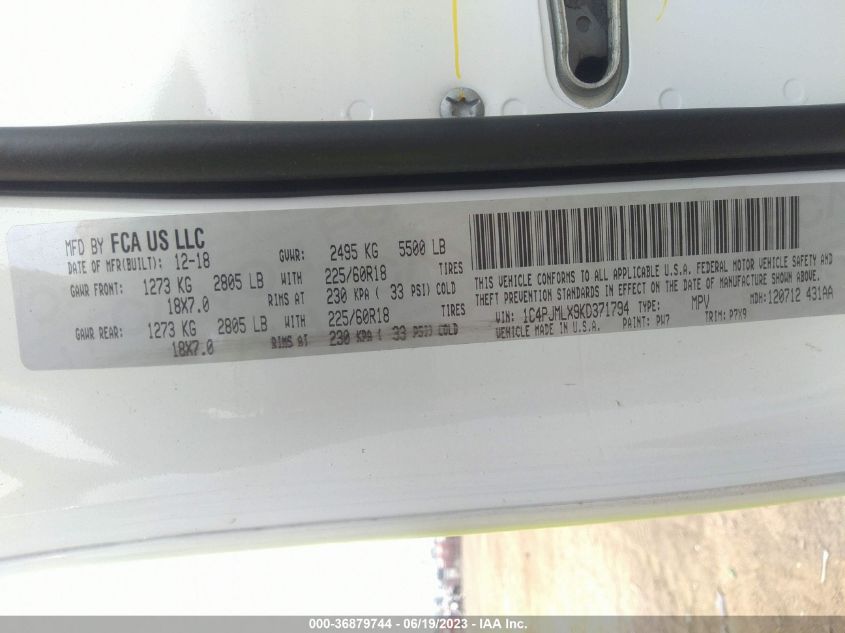 MFD BY FCA US LLC
DATE OF MFR(BUILT): 12-18 GVWR: 2495 KG 5500 LB
GAWR FRONT: 1273 KG 2805 LB WITH 225/60R18 TIRES
18X7.0 RIMS AT 230 KPA ( 33 PSI) COLD
GAWR REAR: 1273 KG 2805 LB WITH 225/60R18 TIRES
18X7.0 RIMS AT 230 KPA ( 33 PSI) COLD
THIS VEHICLE CONFORMS TO ALL APPLICABLE U.S.A. FEDERAL MOTOR VEHICLE SAFETY
THEFT PREVENTION STANDARDS IN EFFECT ON THE DATE OF MANUFACTURE SHOWN ABOVE.
VIN: 1C4PJMLX9KD371794 TYPE: MPV MDH:120712 431AA
VEHICLE MADE IN U.S.A. PAINT: PW7 TRIM: P7X9
000-36879744 - 06/19/2023 - IAA Inc.